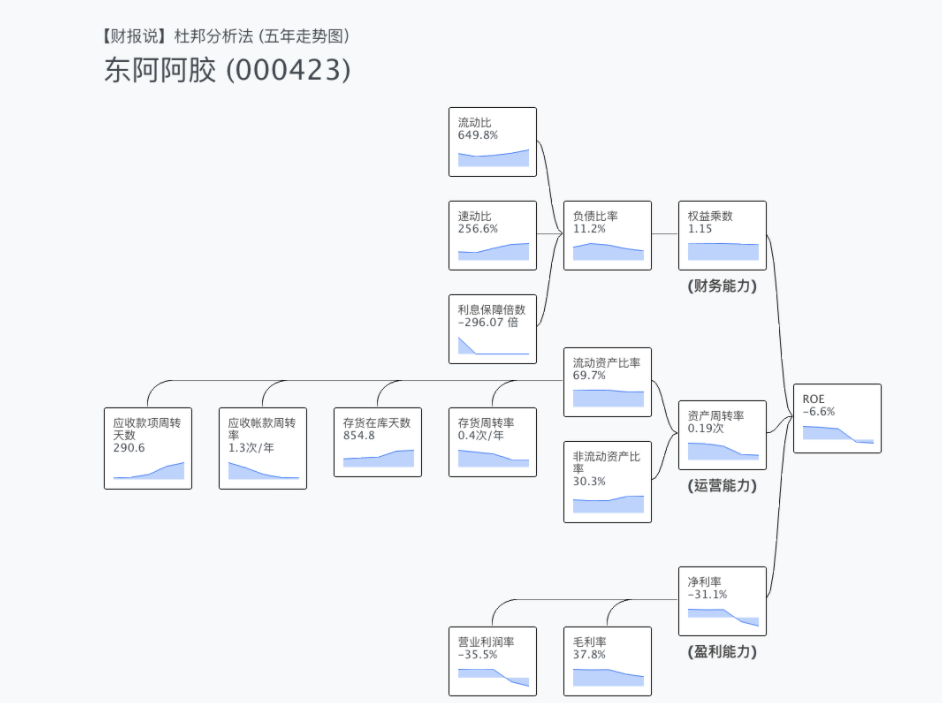 【财报说】杜邦分析法 (五年走势图)
东阿阿胶 (000423)
流动比
649.8%
速动比
256.6%
负债比率
11.2%
权益乘数
1.15
(财务能力)
利息保障倍数
-296.07 倍
流动资产比率
69.7%
应收款项周转
天数
290.6
应收帐款周转
率
1.3次/年
存货在库天数
854.8
存货周转率
0.4次/年
非流动资产比
率
30.3%
资产周转率
0.19次
(运营能力)
ROE
-6.6%
净利率
-31.1%
(盈利能力)
营业利润率
-35.5%
毛利率
37.8%